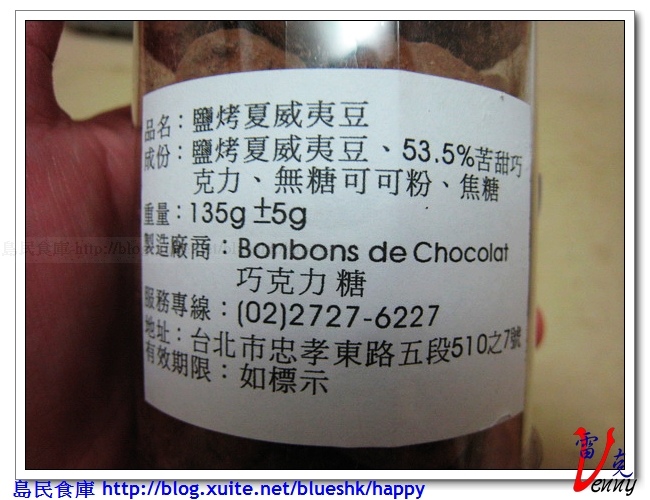 品名：鹽烤夏威夷豆
成份：鹽烤夏威夷豆、53.5%苦甜巧
克力、無糖可可粉、焦糖
重量：135g ±5g
製造廠商：Bonbons de Chocolat
巧克力糖
服務專線：(02)2727-6227
地址：台北市忠孝東路五段510之7號
有效期限：如標示
雷克
Venny
島民食庫 http://blog.xuite.net/blueshk/happy